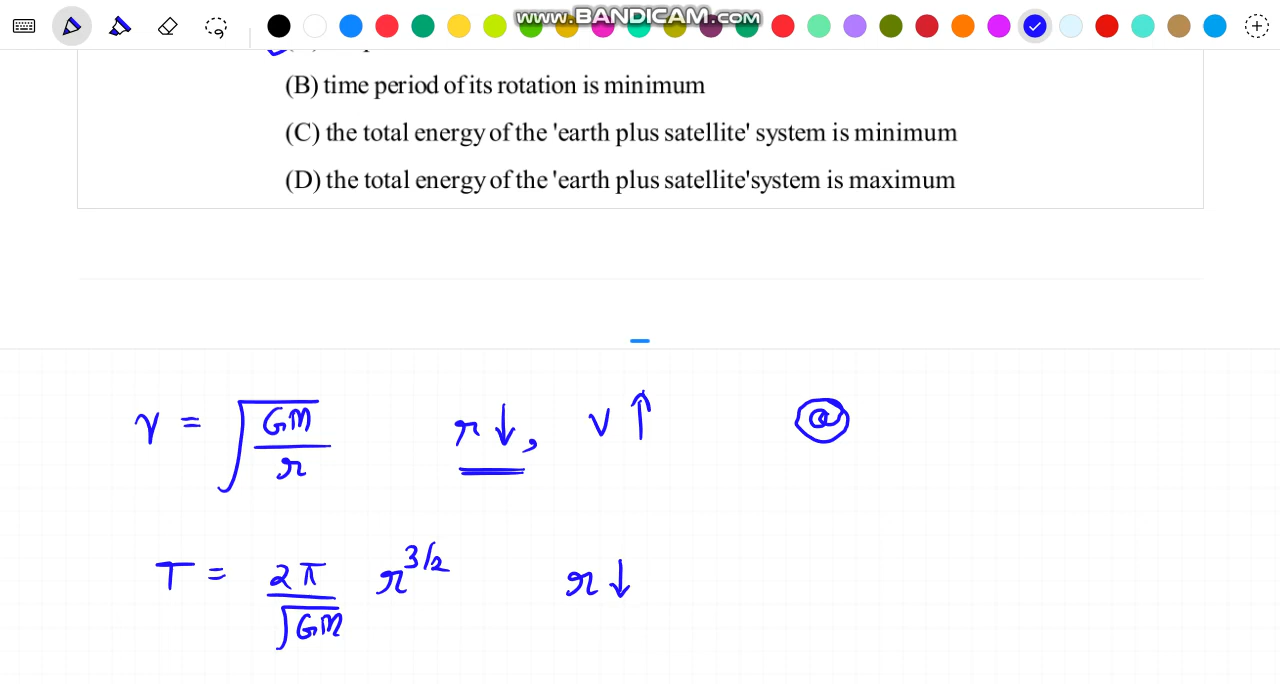 www.BANDICAM.com
(B) time period of its rotation is minimum
(C) the total energy of the 'earth plus satellite' system is minimum
(D) the total energy of the 'earth plus satellite'system is maximum
v = √(GM/r) r↓, v↑ @
T = 2π/√GM r^3/2 r↓